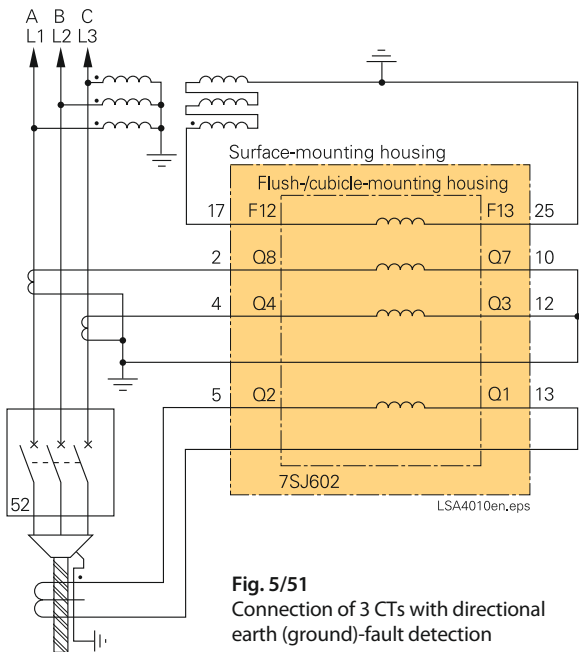 A B C
L1 L2 L3
Surface-mounting housing
Flush-/cubicle-mounting housing
17 F12 F13 25
2 Q8 Q7 10
4 Q4 Q3 12
5 Q2 Q1 13
7SJ602
52
LSA4010en.eps
Fig. 5/51
Connection of 3 CTs with directional
earth (ground)-fault detection